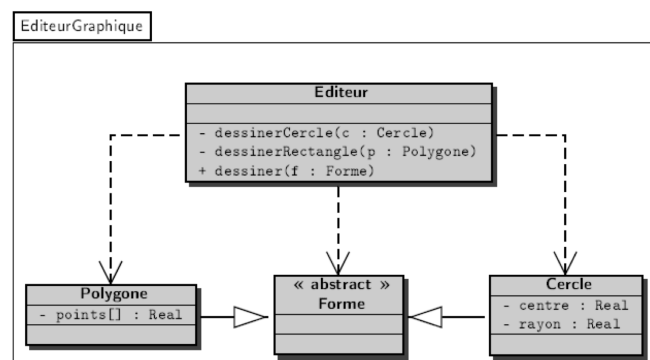 EditeurGraphique
Editeur
- dessinerCercle(c : Cercle)
- dessinerRectangle(p : Polygone)
+ dessiner(f : Forme)
Polygone
- points[] : Real
« abstract »
Forme
Cercle
- centre : Real
- rayon : Real